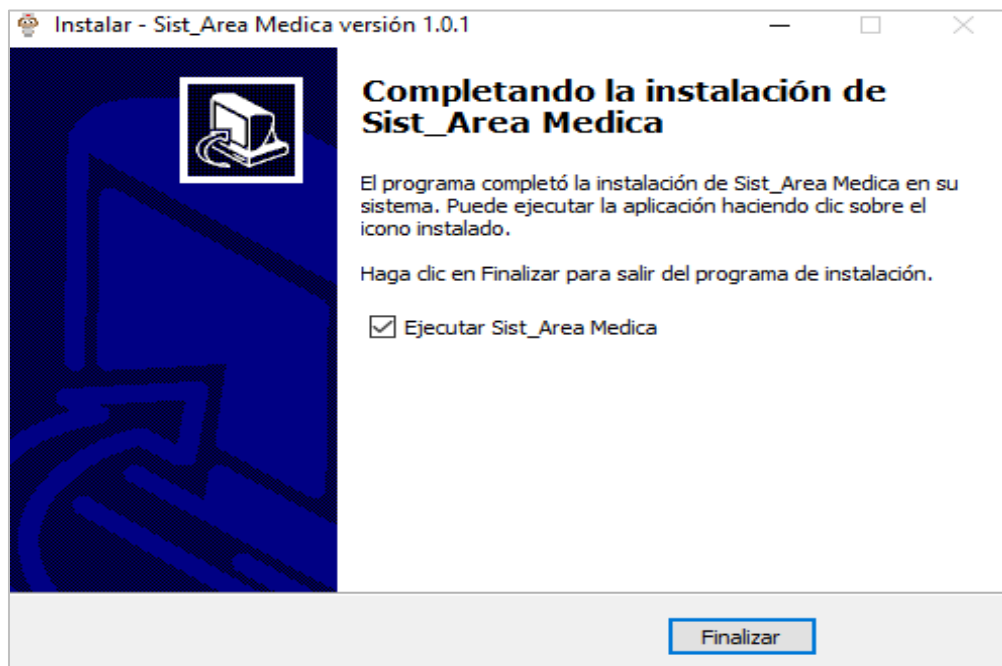 Instalar - Sist_Area Medica versión 1.0.1
Completando la instalación de
Sist_Area Medica
El programa completó la instalación de Sist_Area Medica en su
sistema. Puede ejecutar la aplicación haciendo clic sobre el
icono instalado.
Haga clic en Finalizar para salir del programa de instalación.
Ejecutar Sist_Area Medica
Finalizar